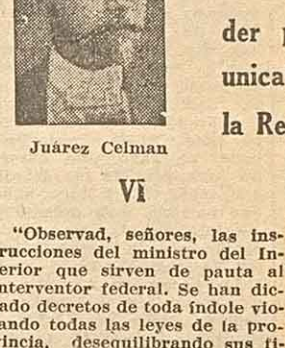 der
unica
la Re
Juárez Celman
VI
"Observad, señores, las ins-
rucciones del ministro del In-
erior que sirven de pauta al
nterventor federal. Se han dic-
ado decretos de toda índole vio-
ando todas las leyes de la pro-
vincia, desequilibrando sus fi-